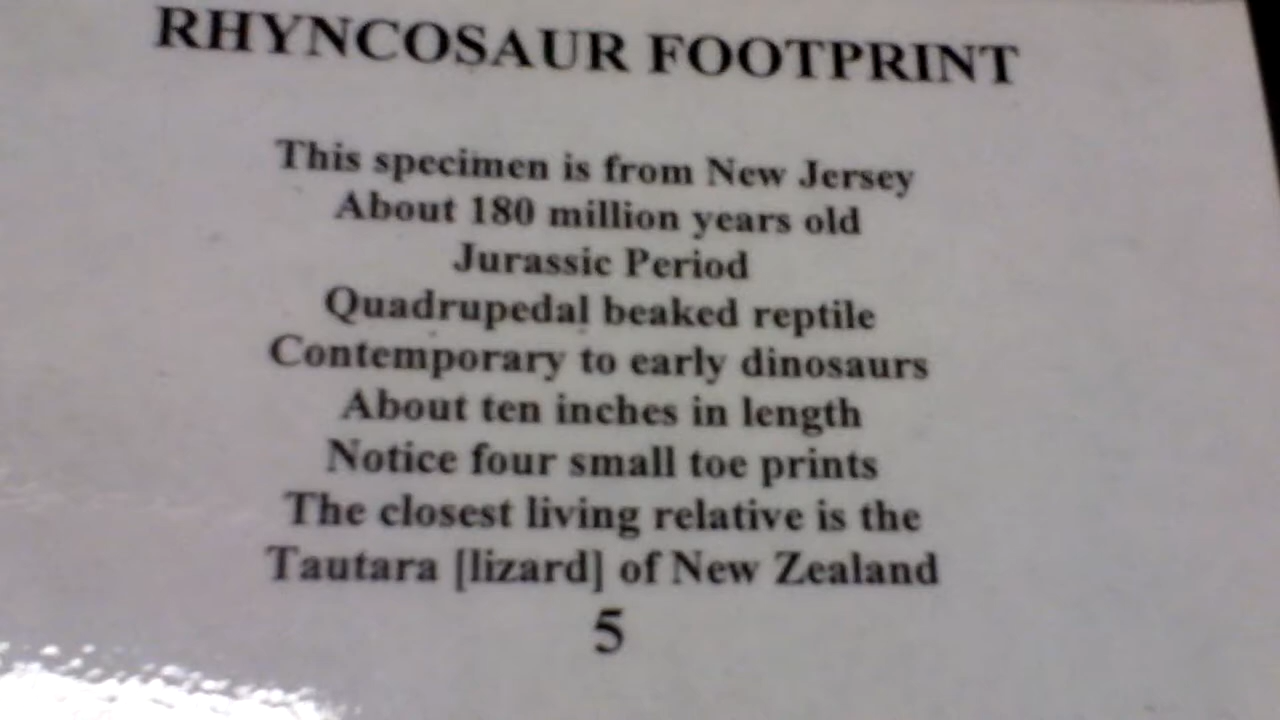 RHYNCOSAUR FOOTPRINT
This specimen is from New Jersey
About 180 million years old
Jurassic Period
Quadrupedal beaked reptile
Contemporary to early dinosaurs
About ten inches in length
Notice four small toe prints
The closest living relative is the
Tautara [lizard] of New Zealand
5